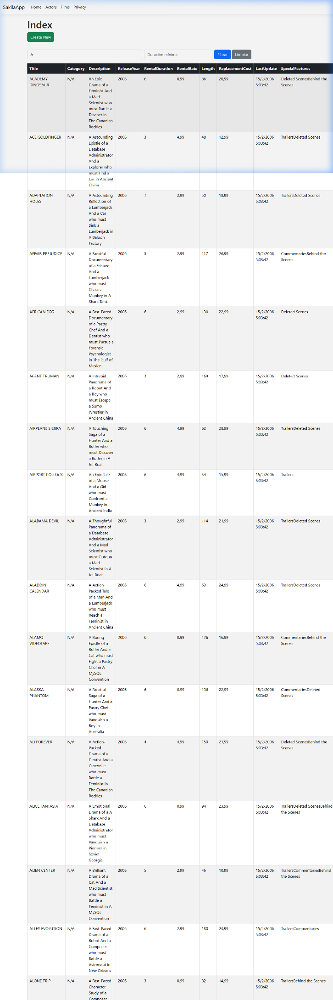 SakilaApp Home Actors Films Privacy
Index
Create New
A Duración mínima Filtrar Limpiar
Title Category Description ReleaseYear RentalDuration RentalRate Length ReplacementCost LastUpdate SpecialFeatures
ACADEMY N/A An Epic 2006 6 0,99 86 20,99 15/2/2006 Deleted ScenesBehind the
DINOSAUR Drama of a 5:03:42 Scenes
Feminist And
a Mad
Scientist who
must Battle a
Teacher in
The Canadian
Rockies
ACE GOLDFINGER N/A A Astounding 2006 3 4,99 48 12,99 15/2/2006 TrailersDeleted Scenes
Epistle of a 5:03:42
Database
Administrator
And a
Explorer who
must Find a
Car in Ancient
China
ADAPTATION N/A A Astounding 2006 7 2,99 50 18,99 15/2/2006 TrailersDeleted Scenes
HOLES Reflection of 5:03:42
a Lumberjack
And a Car
who must
Sink a
Lumberjack in
A Baloon
Factory
AFFAIR PREJUDICE N/A A Fanciful 2006 5 2,99 117 26,99 15/2/2006 CommentariesBehind the
Documentary 5:03:42 Scenes
of a Frisbee
And a
Lumberjack
who must
Chase a
Monkey in A
Shark Tank
AFRICAN EGG N/A A Fast-Paced 2006 6 2,99 130 22,99 15/2/2006 Deleted Scenes
Documentary 5:03:42
of a Pastry
Chef And a
Dentist who
must Pursue a
Forensic
Psychologist
in The Gulf of
Mexico
AGENT TRUMAN N/A A Intrepid 2006 3 2,99 169 17,99 15/2/2006 Deleted Scenes
Panorama of 5:03:42
a Robot And
a Boy who
must Escape
a Sumo
Wrestler in
Ancient China
AIRPLANE SIERRA N/A A Touching 2006 6 4,99 62 28,99 15/2/2006 TrailersDeleted Scenes
Saga of a 5:03:42
Hunter And a
Butler who
must Discover
a Butler in A
Jet Boat
AIRPORT POLLOCK N/A An Epic Tale 2006 6 4,99 54 15,99 15/2/2006 Trailers
of a Moose 5:03:42
And a Girl
who must
Confront a
Monkey in
Ancient India
ALABAMA DEVIL N/A A Thoughtful 2006 3 2,99 114 21,99 15/2/2006 TrailersDeleted Scenes
Panorama of 5:03:42
a Database
Administrator
And a Mad
Scientist who
must Outgun
a Mad
Scientist in A
Jet Boat
ALADDIN N/A A Action- 2006 6 4,99 63 24,99 15/2/2006 TrailersDeleted Scenes
CALENDAR Packed Tale 5:03:42
of a Man And
a Lumberjack
who must
Reach a
Feminist in
Ancient China
ALAMO N/A A Boring 2006 6 0,99 126 16,99 15/2/2006 CommentariesBehind the
VIDEOTAPE Epistle of a 5:03:42 Scenes
Butler And a
Cat who must
Fight a Pastry
Chef in A
MySQL
Convention
ALASKA N/A A Fanciful 2006 6 0,99 136 22,99 15/2/2006 CommentariesDeleted
PHANTOM Saga of a 5:03:42 Scenes
Hunter And a
Pastry Chef
who must
Vanquish a
Boy in
Australia
ALI FOREVER N/A A Action- 2006 4 4,99 150 21,99 15/2/2006 Deleted ScenesBehind the
Packed 5:03:42 Scenes
Drama of a
Dentist And a
Crocodile
who must
Battle a
Feminist in
The Canadian
Rockies
ALICE FANTASIA N/A A Emotional 2006 6 0,99 94 23,99 15/2/2006 TrailersDeleted ScenesBehind
Drama of a A 5:03:42 the Scenes
Shark And a
Database
Administrator
who must
Vanquish a
Pioneer in
Soviet
Georgia
ALIEN CENTER N/A A Brilliant 2006 5 2,99 46 10,99 15/2/2006 TrailersCommentariesBehind
Drama of a 5:03:42 the Scenes
Cat And a
Mad Scientist
who must
Battle a
Feminist in A
MySQL
Convention
ALLEY EVOLUTION N/A A Fast-Paced 2006 6 2,99 180 23,99 15/2/2006 TrailersCommentaries
Drama of a 5:03:42
Robot And a
Composer
who must
Battle a
Astronaut in
New Orleans
ALONE TRIP N/A A Fast-Paced 2006 3 0,99 82 14,99 15/2/2006 TrailersBehind the Scenes
Character 5:03:42
Study of a
Composer